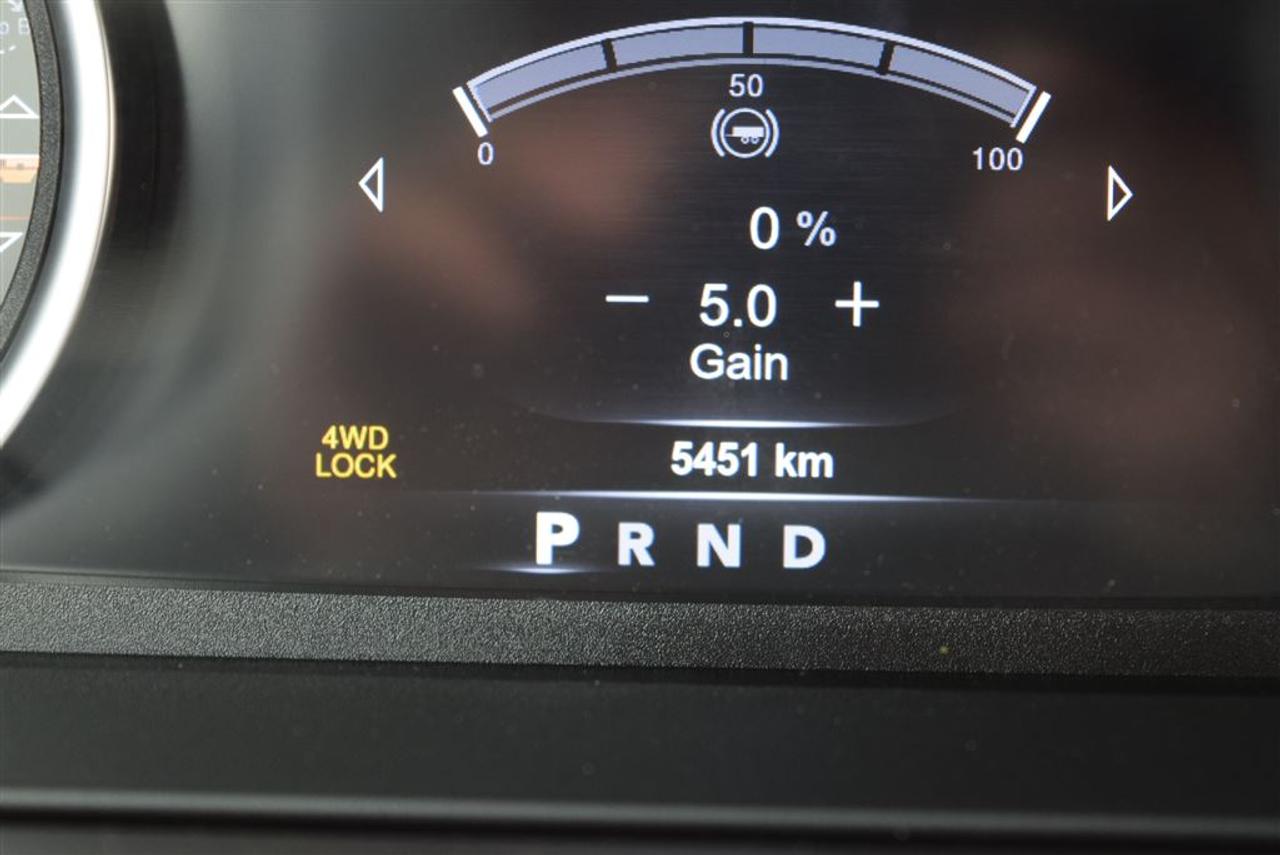 50
0
100
0 %
− 5.0 +
Gain
4WD
LOCK
5451 km
P R N D